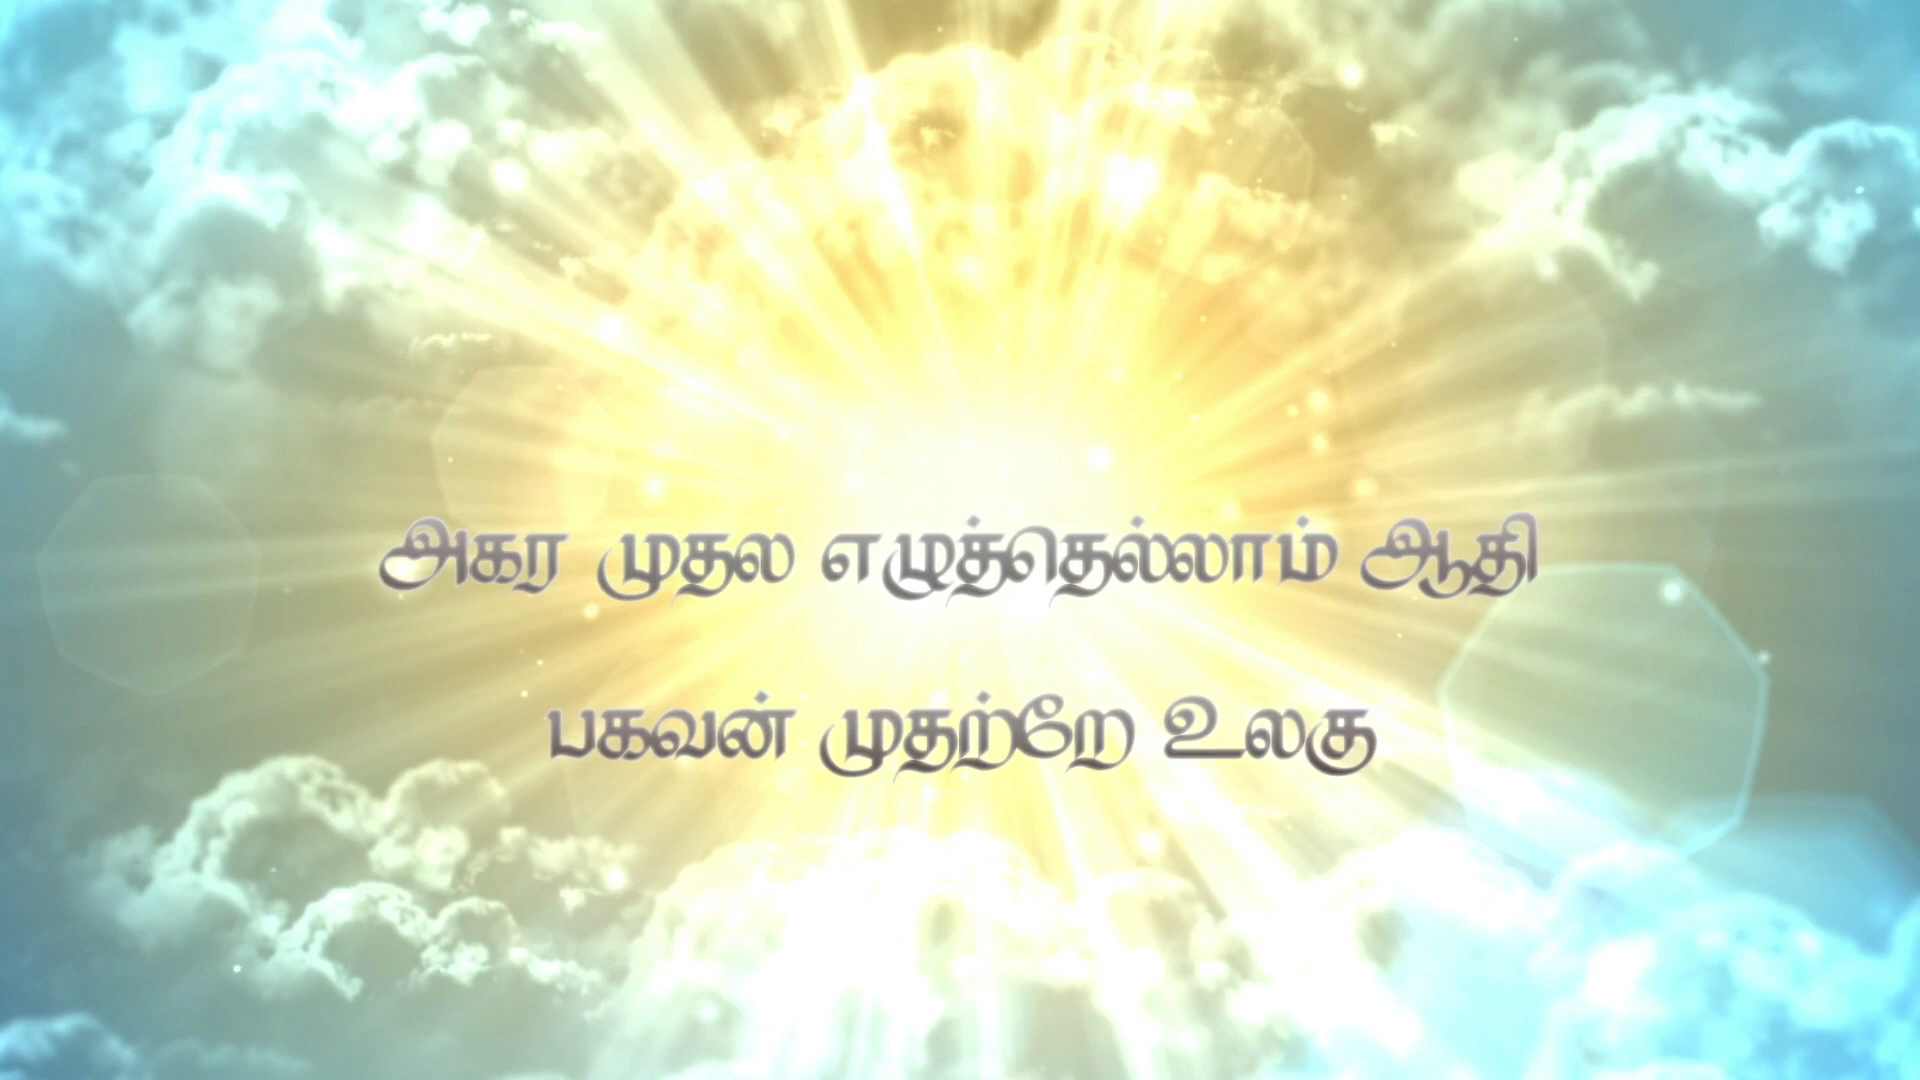 அகர முதல எழுத்தெல்லாம் ஆதி
பகவன் முதற்றே உலகு